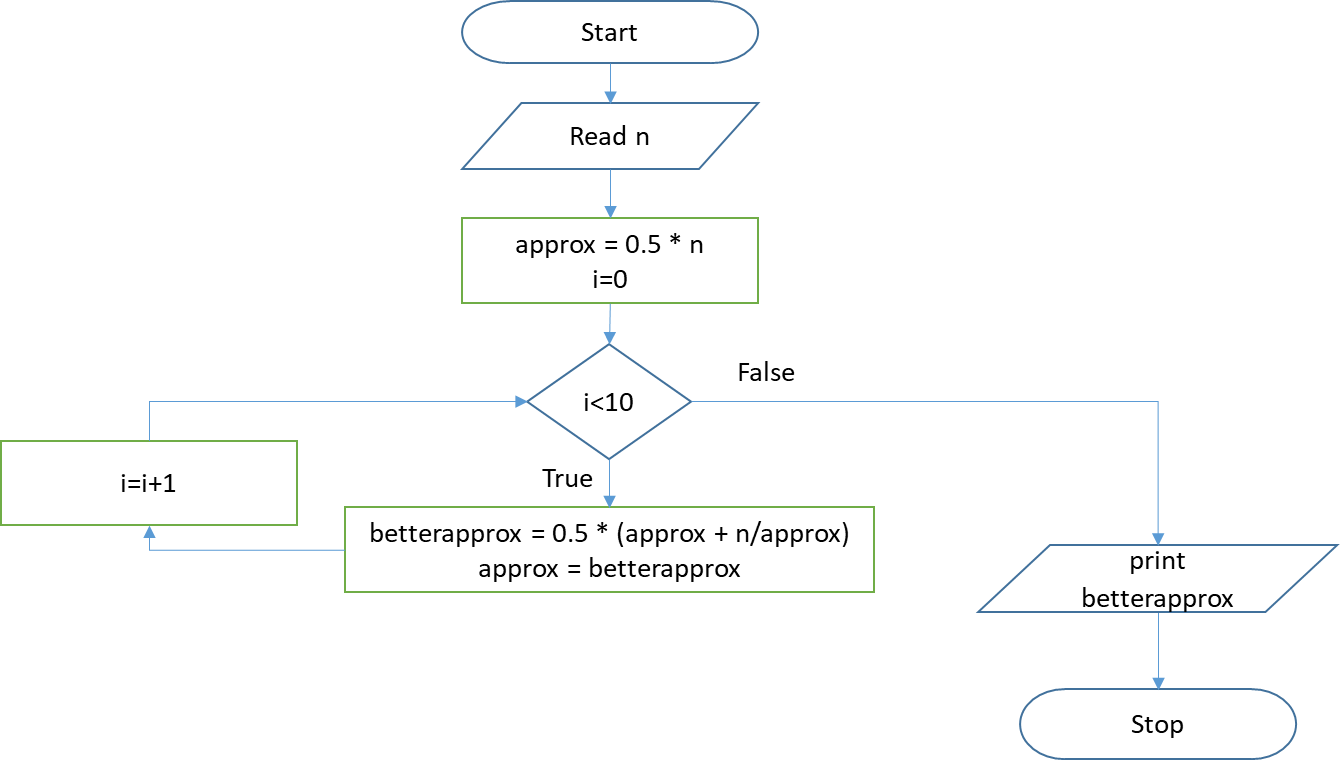 Start
Read n
approx = 0.5 * n
i=0
i<10
False
True
i=i+1
betterapprox = 0.5 * (approx + n/approx)
approx = betterapprox
print
betterapprox
Stop